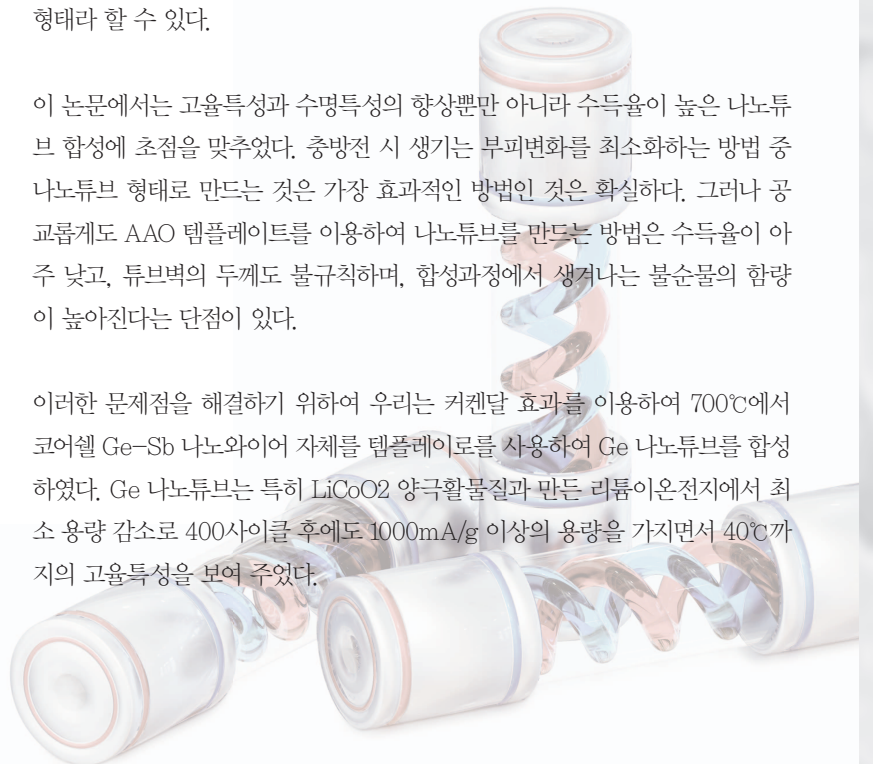 형태라 할 수 있다.
이 논문에서는 고율특성과 수명특성의 향상뿐만 아니라 수득율이 높은 나노튜
브 합성에 초점을 맞추었다. 충방전 시 생기는 부피변화를 최소화하는 방법 중
나노튜브 형태로 만드는 것은 가장 효과적인 방법인 것은 확실하다. 그러나 공
교롭게도 AAO 템플레이트를 이용하여 나노튜브를 만드는 방법은 수득율이 아
주 낮고, 튜브벽의 두께도 불규칙하며, 합성과정에서 생겨나는 불순물의 함량
이 높아진다는 단점이 있다.
이러한 문제점을 해결하기 위하여 우리는 커켄달 효과를 이용하여 700℃에서
코어쉘 Ge-Sb 나노와이어 자체를 템플레이로를 사용하여 Ge 나노튜브를 합성
하였다. Ge 나노튜브는 특히 LiCoO2 양극활물질과 만든 리튬이온전지에서 최
소 용량 감소로 400사이클 후에도 1000mA/g 이상의 용량을 가지면서 40℃까
지의 고율특성을 보여 주었다.